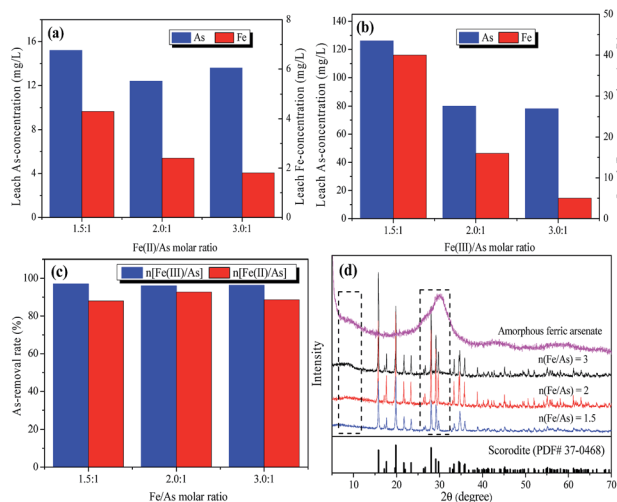 (a)
As
Fe
Leach As-concentration (mg/L)
Leach Fe-concentration (mg/L)
16
12
8
4
0
8
6
4
2
0
1.5:1
2.0:1
3.0:1
Fe(II)/As molar ratio
(b)
As
Fe
Leach As-concentration (mg/L)
140
120
100
80
60
40
20
0
50
40
30
20
10
0
1.5:1
2.0:1
3.0:1
Fe(III)/As molar ratio
(c)
n[Fe(III)/As]
n[Fe(II)/As]
As-removal rate (%)
100
80
60
40
20
0
1.5:1
2.0:1
3.0:1
Fe/As molar ratio
(d)
Intensity
Amorphous ferric arsenate
n(Fe/As) = 3
n(Fe/As) = 2
n(Fe/As) = 1.5
Scorodite (PDF# 37-0468)
10
20
30
40
50
60
70
2θ (degree)